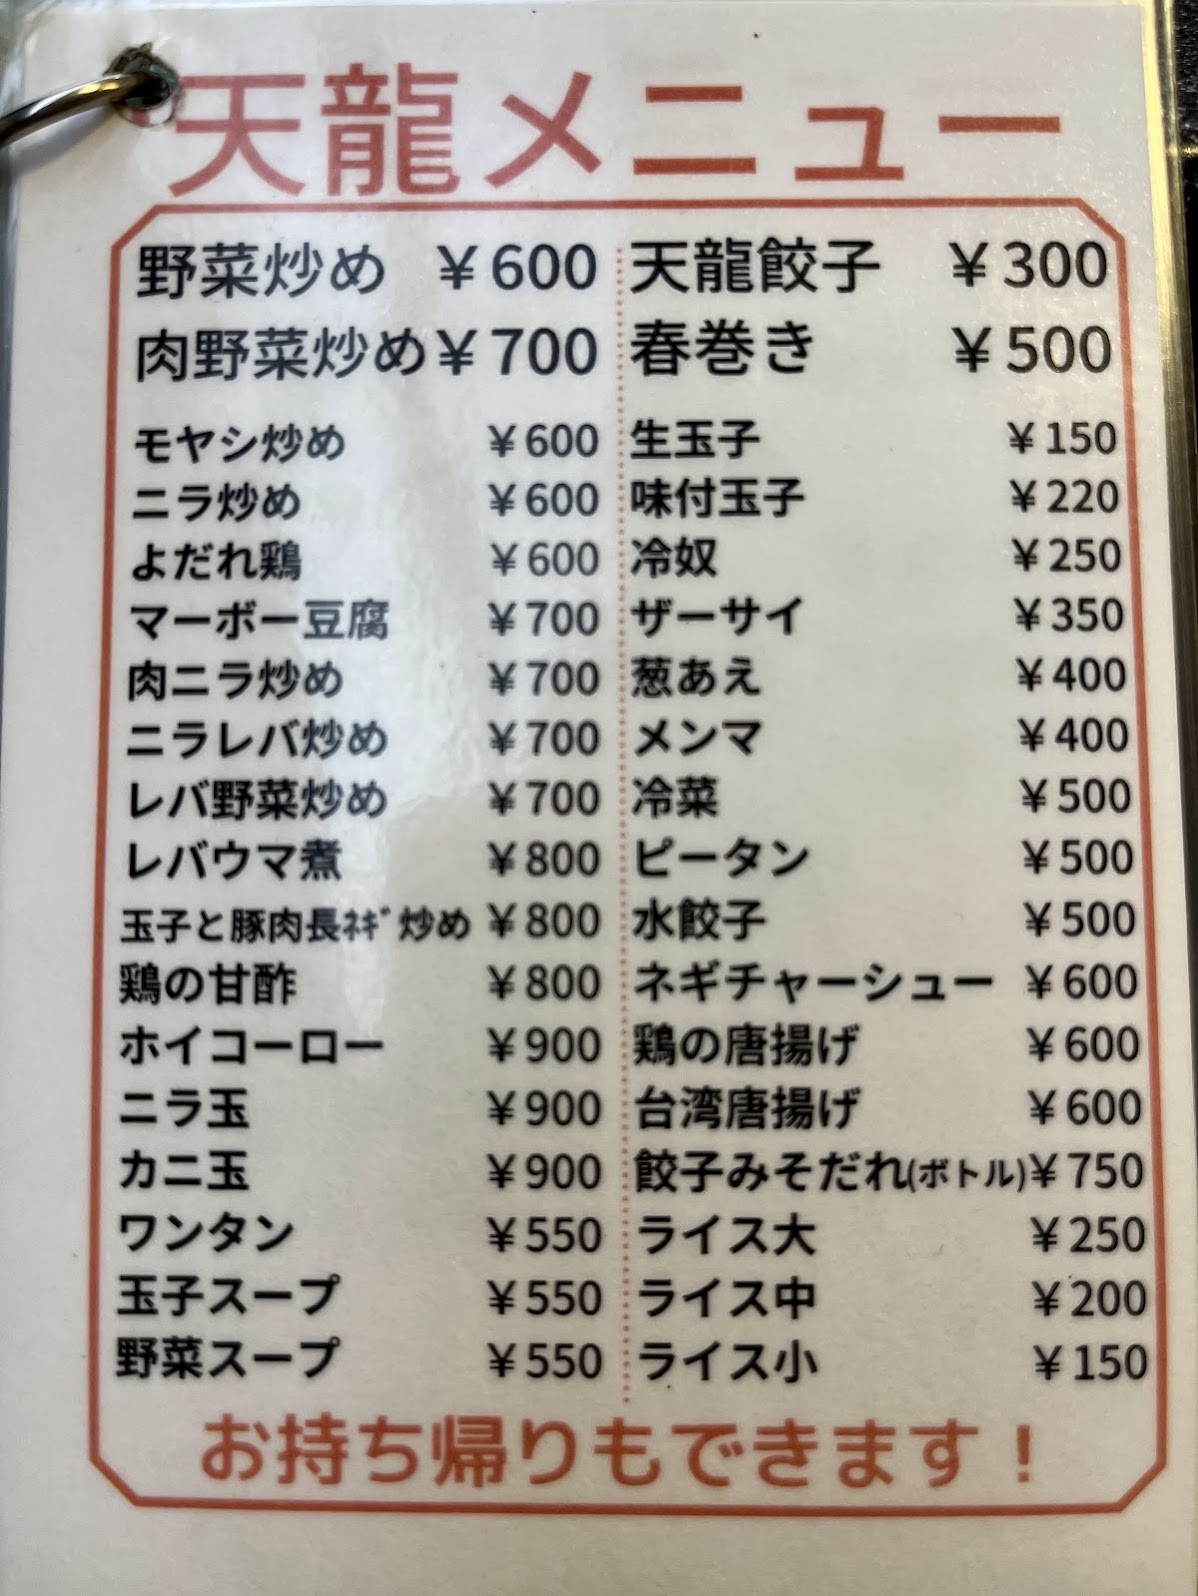 天龍メニュー
野菜炒め ¥600
肉野菜炒め ¥700
モヤシ炒め ¥600
ニラ炒め ¥600
よだれ鶏 ¥600
マーボー豆腐 ¥700
肉ニラ炒め ¥700
ニラレバ炒め ¥700
レバ野菜炒め ¥700
レバウマ煮 ¥800
玉子と豚肉長ﾈｷﾞ炒め ¥800
鶏の甘酢 ¥800
ホイコーロー ¥900
ニラ玉 ¥900
カニ玉 ¥900
ワンタン ¥550
玉子スープ ¥550
野菜スープ ¥550
天龍餃子 ¥300
春巻き ¥500
生玉子 ¥150
味付玉子 ¥220
冷奴 ¥250
ザーサイ ¥350
葱あえ ¥400
メンマ ¥400
冷菜 ¥500
ピータン ¥500
水餃子 ¥500
ネギチャーシュー ¥600
鶏の唐揚げ ¥600
台湾唐揚げ ¥600
餃子みそだれ(ボトル) ¥750
ライス大 ¥250
ライス中 ¥200
ライス小 ¥150
お持ち帰りもできます！